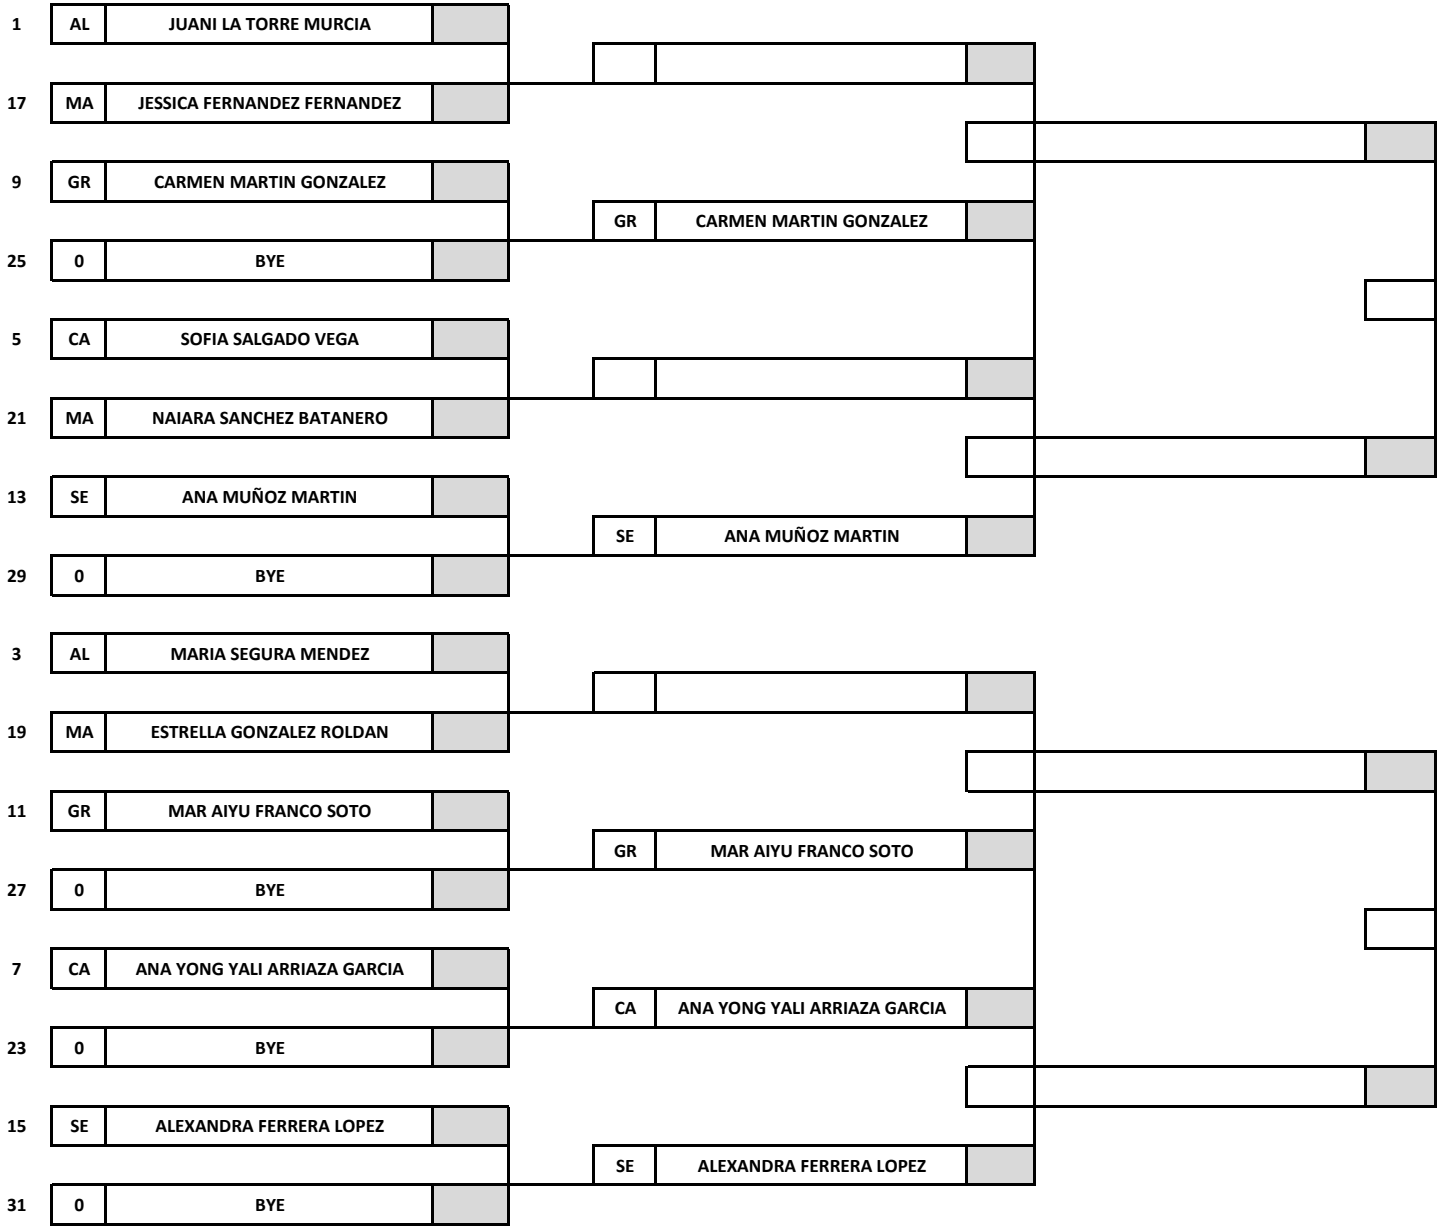 1 AL JUANI LA TORRE MURCIA
17 MA JESSICA FERNANDEZ FERNANDEZ
9 GR CARMEN MARTIN GONZALEZ
GR CARMEN MARTIN GONZALEZ
25 0 BYE
5 CA SOFIA SALGADO VEGA
21 MA NAIARA SANCHEZ BATANERO
13 SE ANA MUÑOZ MARTIN
SE ANA MUÑOZ MARTIN
29 0 BYE
3 AL MARIA SEGURA MENDEZ
19 MA ESTRELLA GONZALEZ ROLDAN
11 GR MAR AIYU FRANCO SOTO
GR MAR AIYU FRANCO SOTO
27 0 BYE
7 CA ANA YONG YALI ARRIAZA GARCIA
CA ANA YONG YALI ARRIAZA GARCIA
23 0 BYE
15 SE ALEXANDRA FERRERA LOPEZ
SE ALEXANDRA FERRERA LOPEZ
31 0 BYE